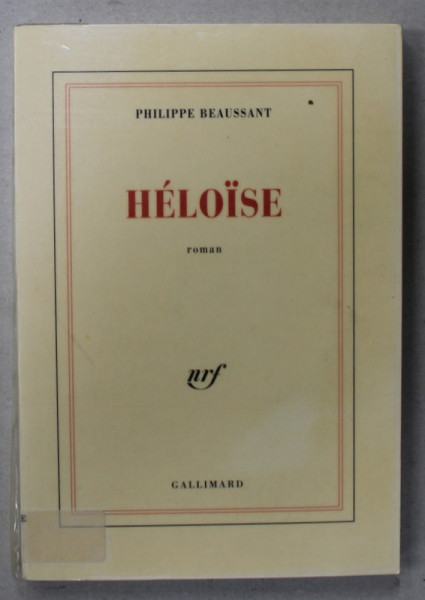 PHILIPPE BEAUSSANT
HÉLOÏSE
roman
nrf
GALLIMARD